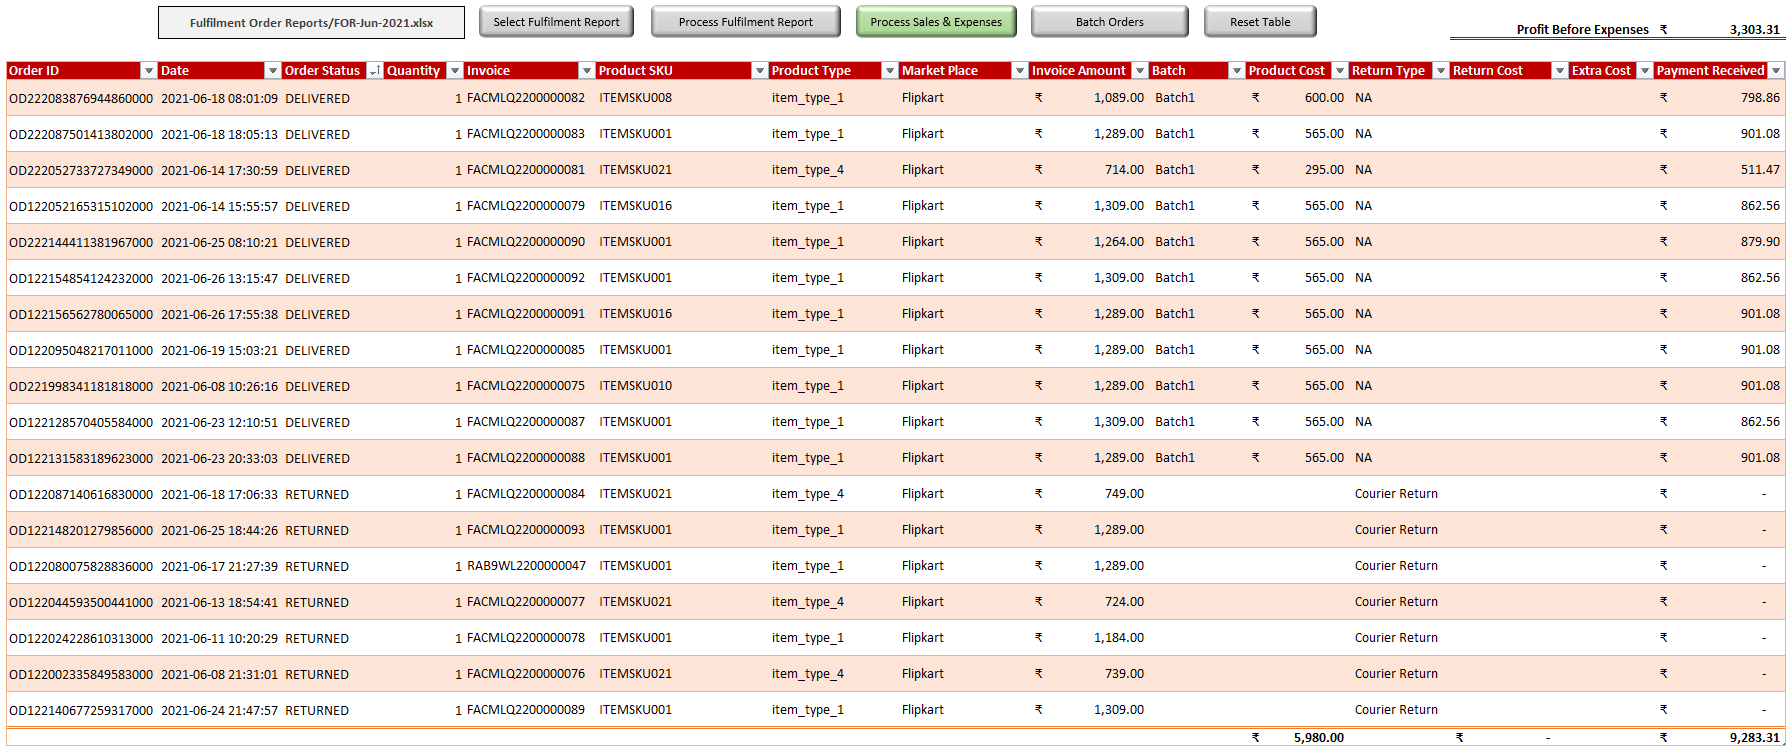 Fulfilment Order Reports/FOR-Jun-2021.xlsx Select Fulfilment Report Process Fulfilment Report Process Sales & Expenses Batch Orders Reset Table
Profit Before Expenses ₹ 3,303.31
Order ID Date Order Status Quantity Invoice Product SKU Product Type Market Place Invoice Amount Batch Product Cost Return Type Return Cost Extra Cost Payment Received
OD222083876944860000 2021-06-18 08:01:09 DELIVERED 1 FACMLQ2200000082 ITEMSKU008 item_type_1 Flipkart ₹ 1,089.00 Batch1 ₹ 600.00 NA ₹ 798.86
OD222087501413802000 2021-06-18 18:05:13 DELIVERED 1 FACMLQ2200000083 ITEMSKU001 item_type_1 Flipkart ₹ 1,289.00 Batch1 ₹ 565.00 NA ₹ 901.08
OD222052733727349000 2021-06-14 17:30:59 DELIVERED 1 FACMLQ2200000081 ITEMSKU021 item_type_4 Flipkart ₹ 714.00 Batch1 ₹ 295.00 NA ₹ 511.47
OD122052165315102000 2021-06-14 15:55:57 DELIVERED 1 FACMLQ2200000079 ITEMSKU016 item_type_1 Flipkart ₹ 1,309.00 Batch1 ₹ 565.00 NA ₹ 862.56
OD222144411381967000 2021-06-25 08:10:21 DELIVERED 1 FACMLQ2200000090 ITEMSKU001 item_type_1 Flipkart ₹ 1,264.00 Batch1 ₹ 565.00 NA ₹ 879.90
OD122154854124232000 2021-06-26 13:15:47 DELIVERED 1 FACMLQ2200000092 ITEMSKU001 item_type_1 Flipkart ₹ 1,309.00 Batch1 ₹ 565.00 NA ₹ 862.56
OD122156562780065000 2021-06-26 17:55:38 DELIVERED 1 FACMLQ2200000091 ITEMSKU016 item_type_1 Flipkart ₹ 1,289.00 Batch1 ₹ 565.00 NA ₹ 901.08
OD122095048217011000 2021-06-19 15:03:21 DELIVERED 1 FACMLQ2200000085 ITEMSKU001 item_type_1 Flipkart ₹ 1,289.00 Batch1 ₹ 565.00 NA ₹ 901.08
OD221998341181818000 2021-06-08 10:26:16 DELIVERED 1 FACMLQ2200000075 ITEMSKU010 item_type_1 Flipkart ₹ 1,289.00 Batch1 ₹ 565.00 NA ₹ 901.08
OD122128570405584000 2021-06-23 12:10:51 DELIVERED 1 FACMLQ2200000087 ITEMSKU001 item_type_1 Flipkart ₹ 1,309.00 Batch1 ₹ 565.00 NA ₹ 862.56
OD122131583189623000 2021-06-23 20:33:03 DELIVERED 1 FACMLQ2200000088 ITEMSKU001 item_type_1 Flipkart ₹ 1,289.00 Batch1 ₹ 565.00 NA ₹ 901.08
OD122087140616830000 2021-06-18 17:06:33 RETURNED 1 FACMLQ2200000084 ITEMSKU021 item_type_4 Flipkart ₹ 749.00 Courier Return ₹ -
OD122148201279856000 2021-06-25 18:44:26 RETURNED 1 FACMLQ2200000093 ITEMSKU001 item_type_1 Flipkart ₹ 1,289.00 Courier Return ₹ -
OD122080075828836000 2021-06-17 21:27:39 RETURNED 1 RAB9WL2200000047 ITEMSKU001 item_type_1 Flipkart ₹ 1,289.00 Courier Return ₹ -
OD122044593500441000 2021-06-13 18:54:41 RETURNED 1 FACMLQ2200000077 ITEMSKU021 item_type_4 Flipkart ₹ 724.00 Courier Return ₹ -
OD122024228610313000 2021-06-11 10:20:29 RETURNED 1 FACMLQ2200000078 ITEMSKU001 item_type_1 Flipkart ₹ 1,184.00 Courier Return ₹ -
OD122002335849583000 2021-06-08 21:31:01 RETURNED 1 FACMLQ2200000076 ITEMSKU021 item_type_4 Flipkart ₹ 739.00 Courier Return ₹ -
OD122140677259317000 2021-06-24 21:47:57 RETURNED 1 FACMLQ2200000089 ITEMSKU001 item_type_1 Flipkart ₹ 1,309.00 Courier Return ₹ -
₹ 5,980.00 ₹ - ₹ 9,283.31